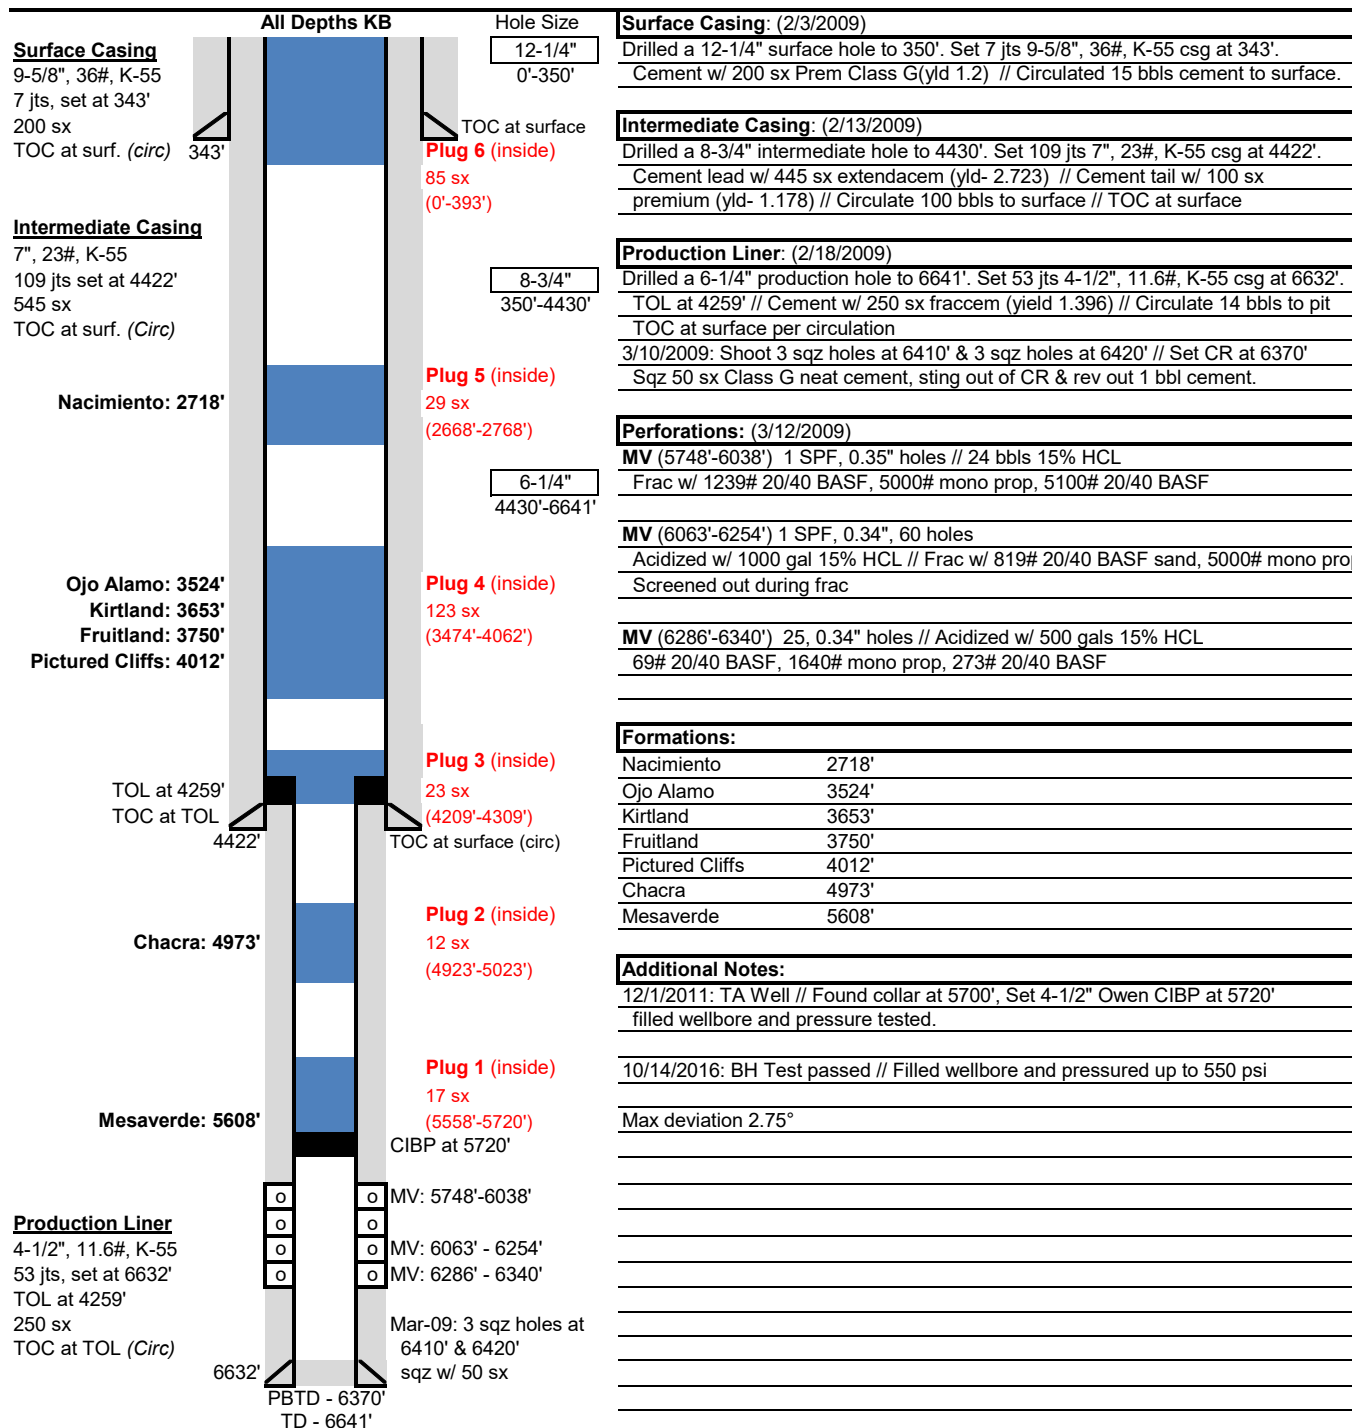 All Depths KB
Hole Size
Surface Casing
9-5/8", 36#, K-55
7 jts, set at 343'
200 sx
TOC at surf. (circ)
343'
12-1/4"
0'-350'
TOC at surface
Plug 6 (inside)
85 sx
(0'-393')
Intermediate Casing
7", 23#, K-55
109 jts set at 4422'
545 sx
TOC at surf. (Circ)
8-3/4"
350'-4430'
Plug 5 (inside)
29 sx
(2668'-2768')
Nacimiento: 2718'
6-1/4"
4430'-6641'
Ojo Alamo: 3524'
Kirtland: 3653'
Fruitland: 3750'
Pictured Cliffs: 4012'
Plug 4 (inside)
123 sx
(3474'-4062')
Plug 3 (inside)
23 sx
(4209'-4309')
TOL at 4259'
TOC at TOL
4422'
TOC at surface (circ)
Plug 2 (inside)
12 sx
(4923'-5023')
Chacra: 4973'
Plug 1 (inside)
17 sx
(5558'-5720')
Mesaverde: 5608'
CIBP at 5720'
o o MV: 5748'-6038'
o o
o o MV: 6063' - 6254'
o o MV: 6286' - 6340'
Production Liner
4-1/2", 11.6#, K-55
53 jts, set at 6632'
TOL at 4259'
250 sx
TOC at TOL (Circ)
Mar-09: 3 sqz holes at
6410' & 6420'
sqz w/ 50 sx
6632'
PBTD - 6370'
TD - 6641'
Surface Casing: (2/3/2009)
Drilled a 12-1/4" surface hole to 350'. Set 7 jts 9-5/8", 36#, K-55 csg at 343'.
Cement w/ 200 sx Prem Class G(yld 1.2) // Circulated 15 bbls cement to surface.
Intermediate Casing: (2/13/2009)
Drilled a 8-3/4" intermediate hole to 4430'. Set 109 jts 7", 23#, K-55 csg at 4422'.
Cement lead w/ 445 sx extendacem (yld- 2.723) // Cement tail w/ 100 sx
premium (yld- 1.178) // Circulate 100 bbls to surface // TOC at surface
Production Liner: (2/18/2009)
Drilled a 6-1/4" production hole to 6641'. Set 53 jts 4-1/2", 11.6#, K-55 csg at 6632'.
TOL at 4259' // Cement w/ 250 sx fraccem (yield 1.396) // Circulate 14 bbls to pit
TOC at surface per circulation
3/10/2009: Shoot 3 sqz holes at 6410' & 3 sqz holes at 6420' // Set CR at 6370'
Sqz 50 sx Class G neat cement, sting out of CR & rev out 1 bbl cement.
Perforations: (3/12/2009)
MV (5748'-6038') 1 SPF, 0.35" holes // 24 bbls 15% HCL
Frac w/ 1239# 20/40 BASF, 5000# mono prop, 5100# 20/40 BASF
MV (6063'-6254') 1 SPF, 0.34", 60 holes
Acidized w/ 1000 gal 15% HCL // Frac w/ 819# 20/40 BASF sand, 5000# mono prop
Screened out during frac
MV (6286'-6340') 25, 0.34" holes // Acidized w/ 500 gals 15% HCL
69# 20/40 BASF, 1640# mono prop, 273# 20/40 BASF
Formations:
Nacimiento 2718'
Ojo Alamo 3524'
Kirtland 3653'
Fruitland 3750'
Pictured Cliffs 4012'
Chacra 4973'
Mesaverde 5608'
Additional Notes:
12/1/2011: TA Well // Found collar at 5700', Set 4-1/2" Owen CIBP at 5720'
filled wellbore and pressure tested.
10/14/2016: BH Test passed // Filled wellbore and pressured up to 550 psi
Max deviation 2.75°